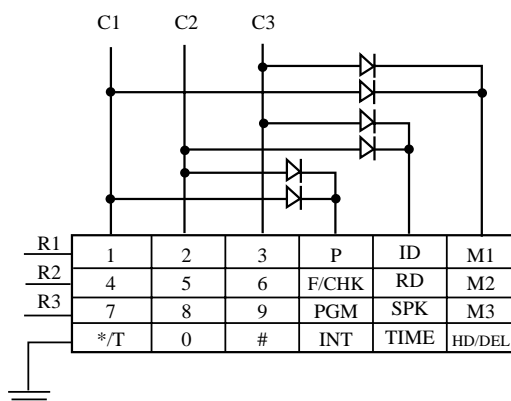 C1 C2 C3
R1 1 2 3 P ID M1
R2 4 5 6 F/CHK RD M2
R3 7 8 9 PGM SPK M3
*/T 0 # INT TIME HD/DEL